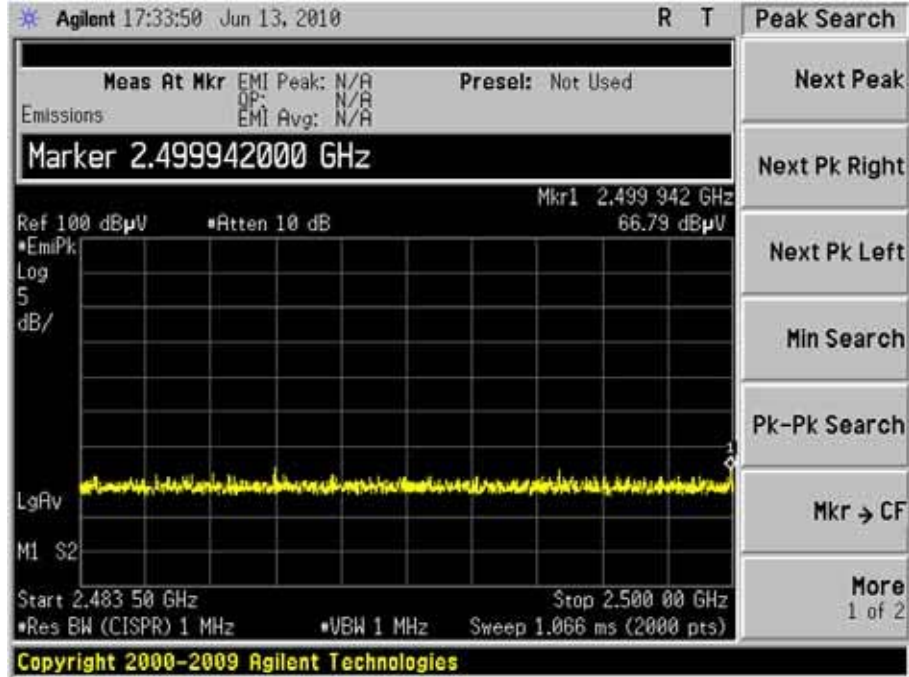 Agilent 17:33:50 Jun 13, 2010 R T
Peak Search
Meas At Mkr EMI Peak: N/A Presel: Not Used
QP: N/A
Emissions EMI Avg: N/A
Marker 2.499942000 GHz
Mkr1 2.499 942 GHz
Ref 100 dBµV #Atten 10 dB 66.79 dBµV
#EmiPk
Log
5
dB/
1
LgAv
M1 S2
Start 2.483 50 GHz Stop 2.500 00 GHz
#Res BW (CISPR) 1 MHz #VBW 1 MHz Sweep 1.066 ms (2000 pts)
Copyright 2000-2009 Agilent Technologies
Next Peak
Next Pk Right
Next Pk Left
Min Search
Pk-Pk Search
Mkr → CF
More
1 of 2